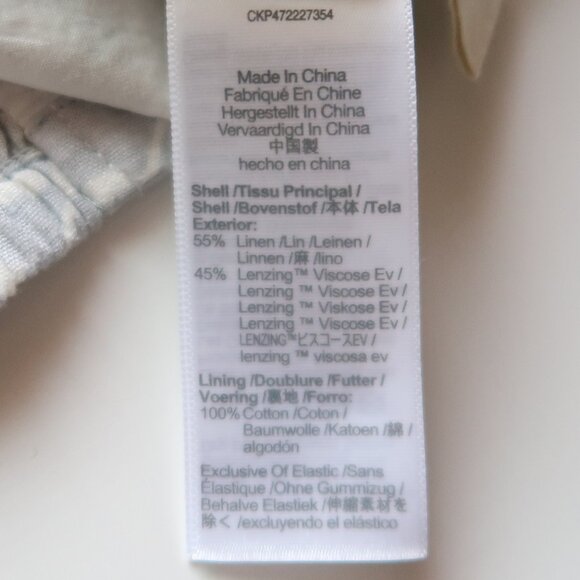 CKP472227354
Made In China
Fabriqué En Chine
Hergestellt In China
Vervaardigd In China
中国製
hecho en china
Shell /Tissu Principal /
Shell /Bovenstof /本体 /Tela
Exterior:
55% Linen /Lin /Leinen /
Linnen /麻 /lino
45% Lenzing™ Viscose Ev /
Lenzing ™ Viscose Ev /
Lenzing ™ Viskose Ev /
Lenzing ™ Viscose Ev /
LENZING™ビスコースEV /
lenzing ™ viscosa ev
Lining /Doublure /Futter /
Voering /裏地 /Forro:
100% Cotton /Coton /
Baumwolle /Katoen /綿 /
algodón
Exclusive Of Elastic /Sans
Élastique /Ohne Gummizug /
Behalve Elastiek /伸縮素材を
除く /excluyendo el elástico